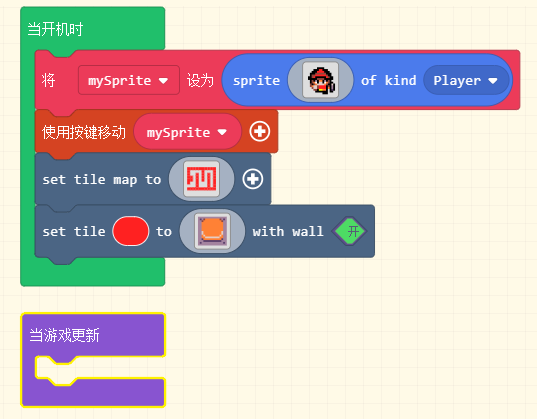 当开机时
将 mySprite 设为 sprite of kind Player
使用按键移动 mySprite
set tile map to
set tile to with wall 开
当游戏更新